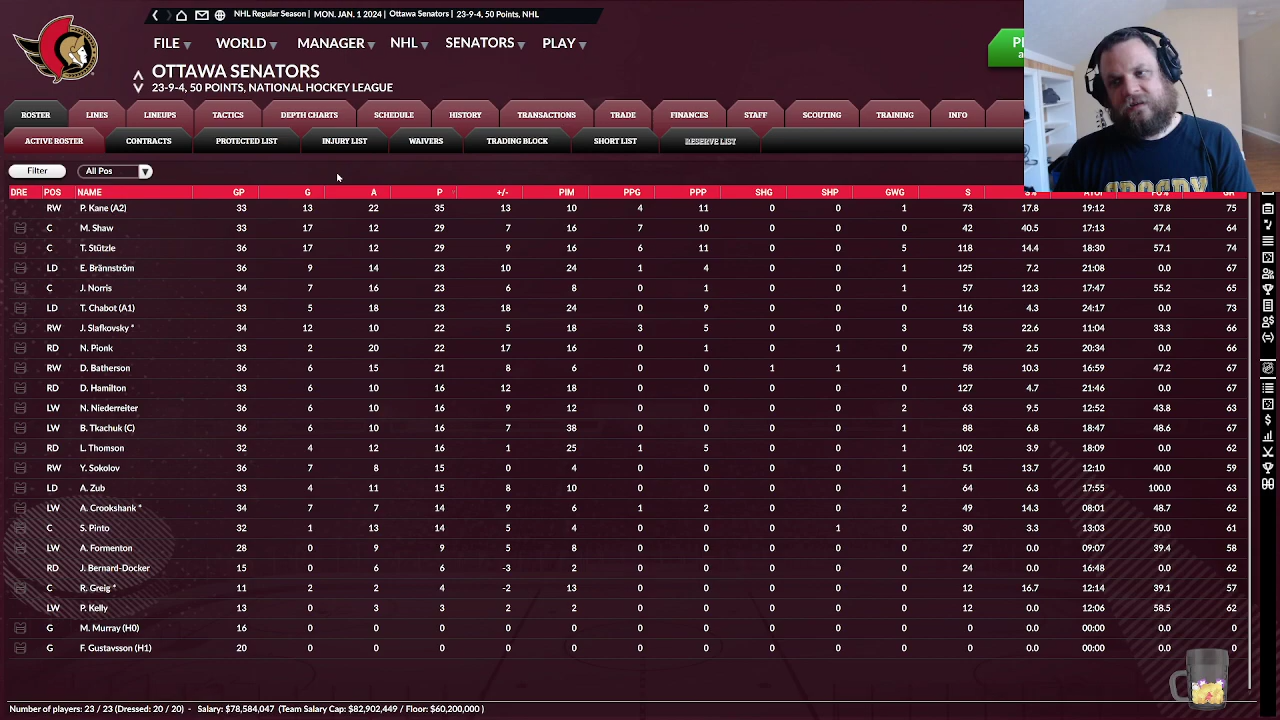 NHL Regular Season | MON. JAN. 1 2024 | Ottawa Senators | 23-9-4, 50 Points, NHL
FILE WORLD MANAGER NHL SENATORS PLAY
OTTAWA SENATORS
23-9-4, 50 POINTS, NATIONAL HOCKEY LEAGUE
ROSTER LINES LINEUPS TACTICS DEPTH CHARTS SCHEDULE HISTORY TRANSACTIONS TRADE FINANCES STAFF SCOUTING TRAINING INFO
ACTIVE ROSTER CONTRACTS PROTECTED LIST INJURY LIST WAIVERS TRADING BLOCK SHORT LIST RESERVE LIST
Filter All Pos
DRE POS NAME GP G A P +/- PIM PPG PPP SHG SHP GWG S
RW P. Kane (A2) 33 13 22 35 13 10 4 11 0 0 1 73 17.8 19:12 37.8 75
C M. Shaw 33 17 12 29 7 16 7 10 0 0 0 42 40.5 17:13 47.4 64
C T. Stützle 36 17 12 29 9 16 6 11 0 0 5 118 14.4 18:30 57.1 74
LD E. Brännström 36 9 14 23 10 24 1 4 0 0 1 125 7.2 21:08 0.0 67
C J. Norris 34 7 16 23 6 8 0 1 0 0 1 57 12.3 17:47 55.2 65
LD T. Chabot (A1) 33 5 18 23 18 24 0 9 0 0 1 116 4.3 24:17 0.0 73
RW J. Slafkovsky * 34 12 10 22 5 18 3 5 0 0 3 53 22.6 11:04 33.3 66
RD N. Pionk 33 2 20 22 17 16 0 1 0 1 0 79 2.5 20:34 0.0 66
RW D. Batherson 36 6 15 21 8 6 0 0 1 1 1 58 10.3 16:59 47.2 67
RD D. Hamilton 33 6 10 16 12 18 0 0 0 0 0 127 4.7 21:46 0.0 67
LW N. Niederreiter 36 6 10 16 9 12 0 0 0 0 2 63 9.5 12:52 43.8 63
LW B. Tkachuk (C) 36 6 10 16 7 38 0 0 0 0 1 88 6.8 18:47 48.6 67
RD L. Thomson 32 4 12 16 1 25 1 5 0 0 1 102 3.9 18:09 0.0 62
RW Y. Sokolov 36 7 8 15 0 4 0 0 0 0 1 51 13.7 12:10 40.0 59
LD A. Zub 33 4 11 15 8 10 0 0 0 0 1 64 6.3 17:55 100.0 63
LW A. Crookshank * 34 7 7 14 9 6 1 2 0 0 2 49 14.3 08:01 48.7 62
C S. Pinto 32 1 13 14 5 4 0 0 0 1 0 30 3.3 13:03 50.0 61
LW A. Formenton 28 0 9 9 5 8 0 0 0 0 0 27 0.0 09:07 39.4 58
RD J. Bernard-Docker 15 0 6 6 -3 2 0 0 0 0 0 24 0.0 16:48 0.0 62
C R. Greig * 11 2 2 4 -2 13 0 0 0 0 0 12 16.7 12:14 39.1 57
LW P. Kelly 13 0 3 3 2 2 0 0 0 0 0 12 0.0 12:06 58.5 62
G M. Murray (H0) 16 0 0 0 0 0 0 0 0 0 0 0 0.0 00:00 0.0 0
G F. Gustavsson (H1) 20 0 0 0 0 0 0 0 0 0 0 0 0.0 00:00 0.0 0
Number of players: 23 / 23 (Dressed: 20 / 20) - Salary: $78,584,047 (Team Salary Cap: $82,902,449 / Floor: $60,200,000 )